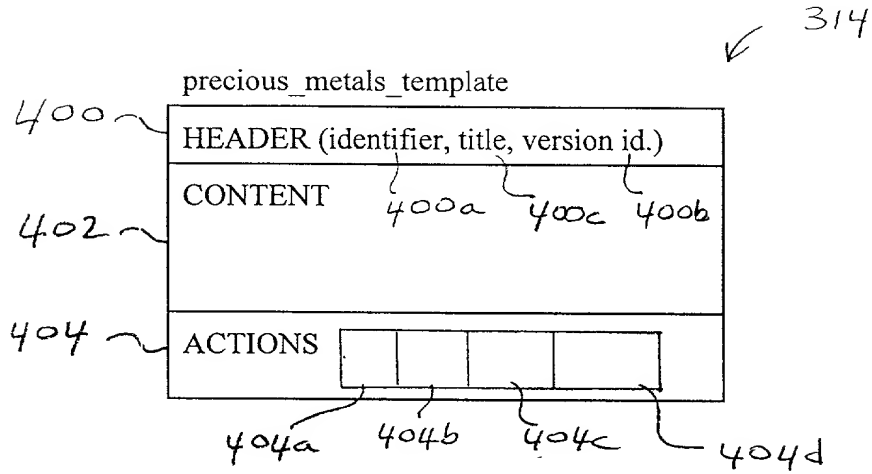 314
precious_metals_template
400
HEADER (identifier, title, version id.)
CONTENT
400a 400c 400b
402
404
ACTIONS
404a 404b 404c 404d